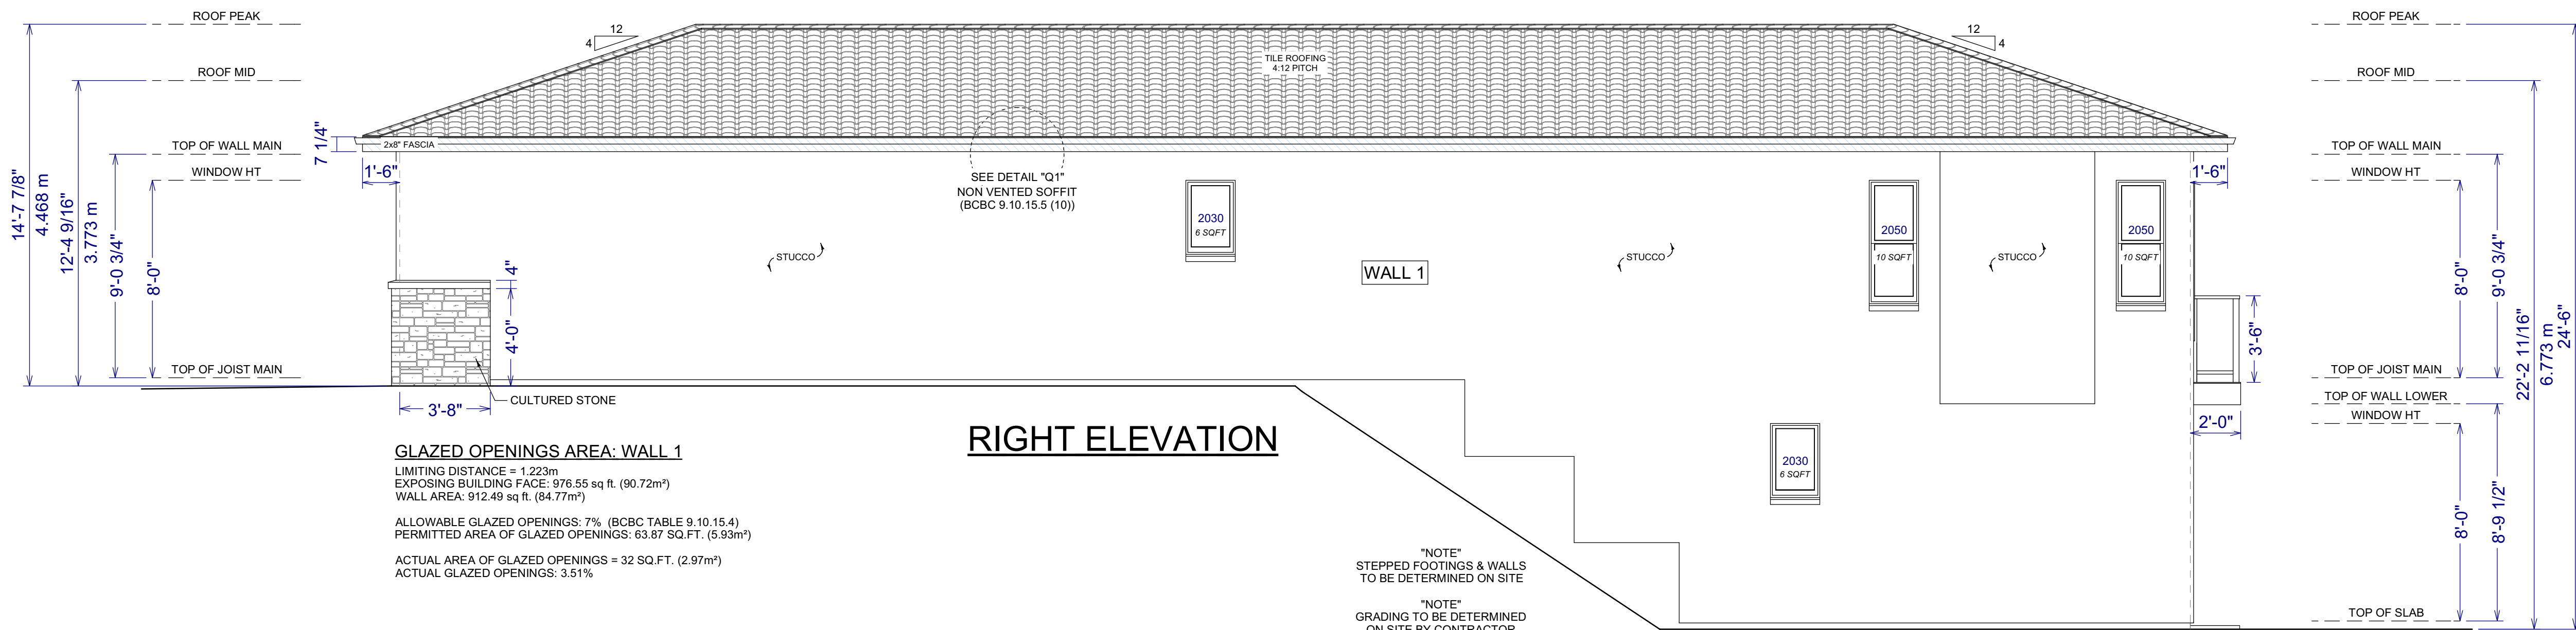 ROOF PEAK
ROOF MID
TOP OF WALL MAIN
WINDOW HT
TOP OF JOIST MAIN
14'-7 7/8"
4.468 m
12'-4 9/16"
3.773 m
9'-0 3/4"
8'-0"
7 1/4"
2x8" FASCIA
1'-6"
12
4
TILE ROOFING
4:12 PITCH
12
4
SEE DETAIL "Q1"
NON VENTED SOFFIT
(BCBC 9.10.15.5 (10))
STUCCO
2030
6 SQFT
WALL 1
STUCCO
2050
10 SQFT
STUCCO
2050
10 SQFT
1'-6"
4"
4'-0"
3'-8"
CULTURED STONE
2030
6 SQFT
3'-6"
2'-0"
RIGHT ELEVATION
GLAZED OPENINGS AREA: WALL 1
LIMITING DISTANCE = 1.223m
EXPOSING BUILDING FACE: 976.55 sq ft. (90.72m²)
WALL AREA: 912.49 sq ft. (84.77m²)
ALLOWABLE GLAZED OPENINGS: 7% (BCBC TABLE 9.10.15.4)
PERMITTED AREA OF GLAZED OPENINGS: 63.87 SQ.FT. (5.93m²)
ACTUAL AREA OF GLAZED OPENINGS = 32 SQ.FT. (2.97m²)
ACTUAL GLAZED OPENINGS: 3.51%
"NOTE"
STEPPED FOOTINGS & WALLS
TO BE DETERMINED ON SITE
"NOTE"
GRADING TO BE DETERMINED
ON SITE BY CONTRACTOR
ROOF PEAK
ROOF MID
TOP OF WALL MAIN
WINDOW HT
TOP OF JOIST MAIN
TOP OF WALL LOWER
WINDOW HT
TOP OF SLAB
8'-0"
9'-0 3/4"
8'-0"
8'-9 1/2"
22'-2 11/16"
6.773 m
24'-6"